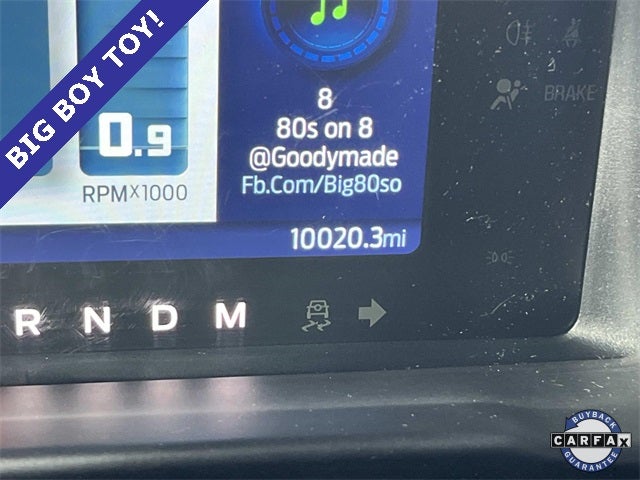 BIG BOY TOY!
0.9
RPMX1000
8
80s on 8
@Goodymade
Fb.Com/Big80so
10020.3mi
BRAKE
R N D M
BUYBACK
CARFAX
GUARANTEE